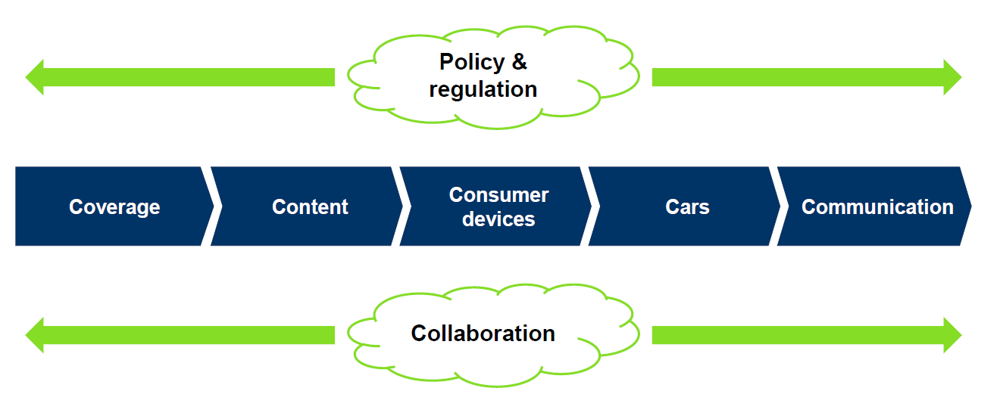 Policy &
regulation
Coverage
Content
Consumer
devices
Cars
Communication
Collaboration